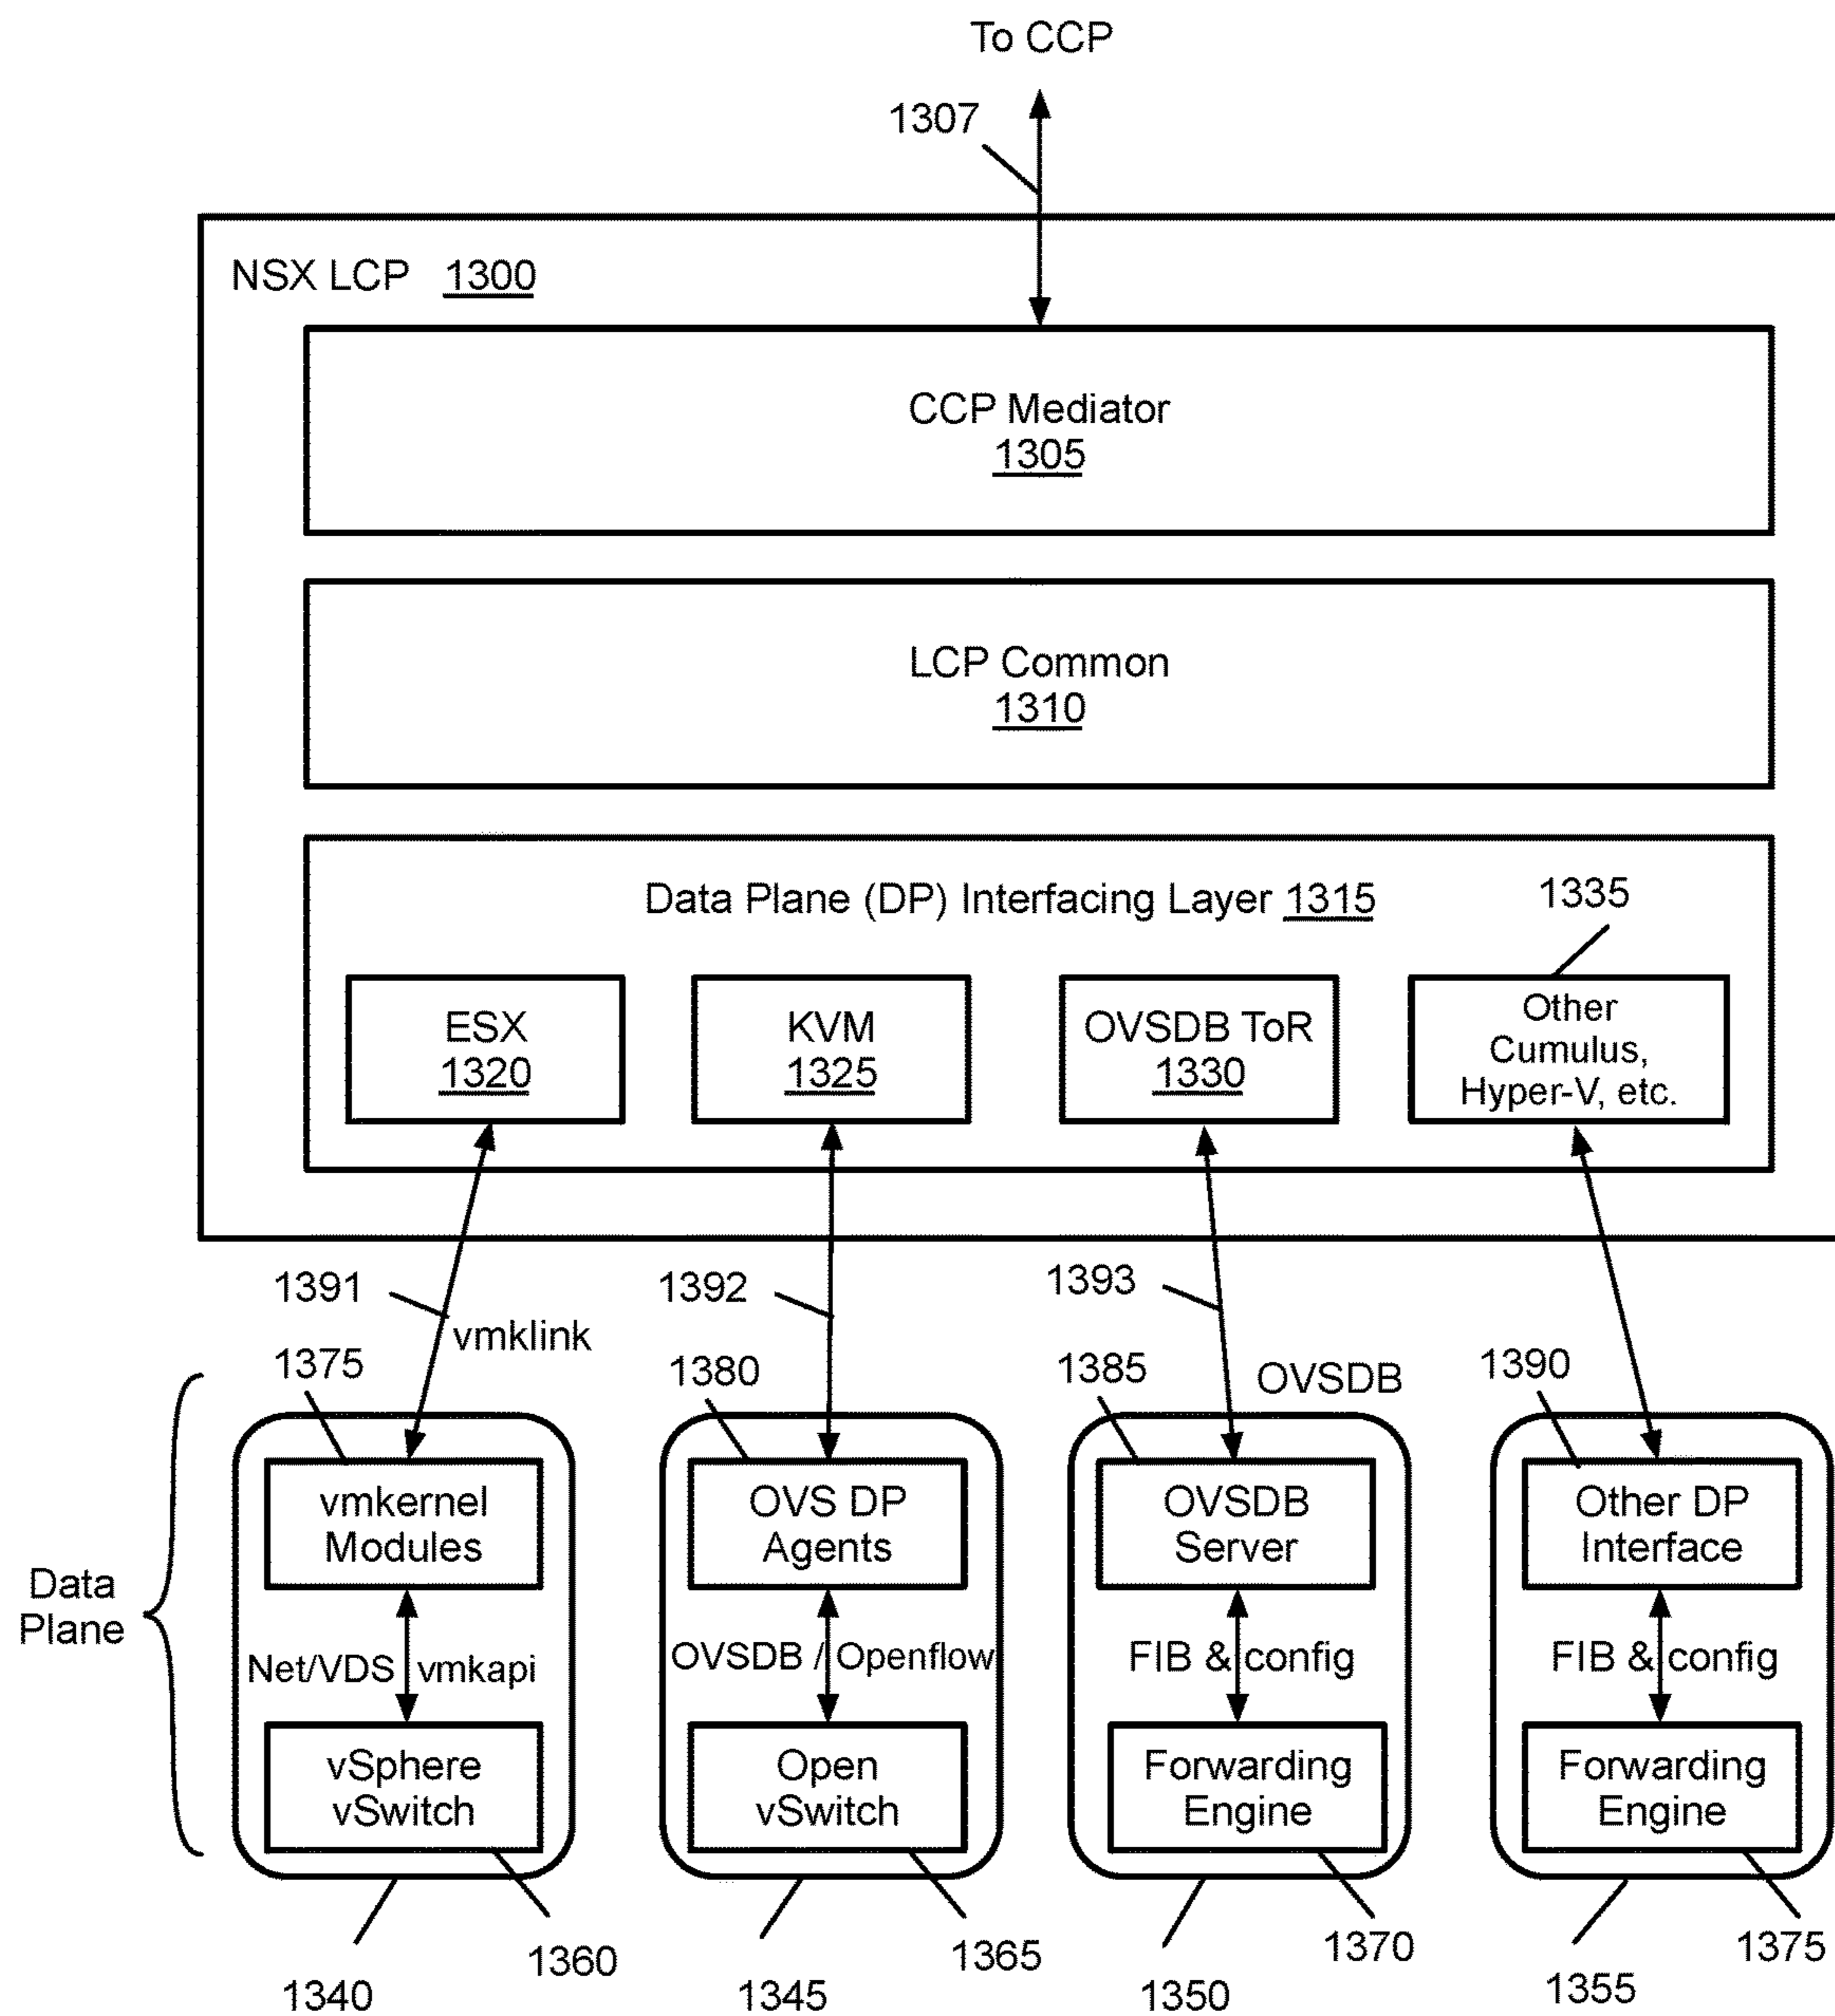 To CCP
1307
NSX LCP 1300
CCP Mediator
1305
LCP Common
1310
Data Plane (DP) Interfacing Layer 1315
1335
ESX
1320
KVM
1325
OVSDB ToR
1330
Other
Cumulus,
Hyper-V, etc.
1391
vmklink
1392
1393
OVSDB
1375
1380
1385
1390
Data
Plane
vmkernel
Modules
OVS DP
Agents
OVSDB
Server
Other DP
Interface
Net/VDS vmkapi
OVSDB / Openflow
FIB & config
FIB & config
vSphere
vSwitch
Open
vSwitch
Forwarding
Engine
Forwarding
Engine
1360
1365
1370
1375
1340
1345
1350
1355